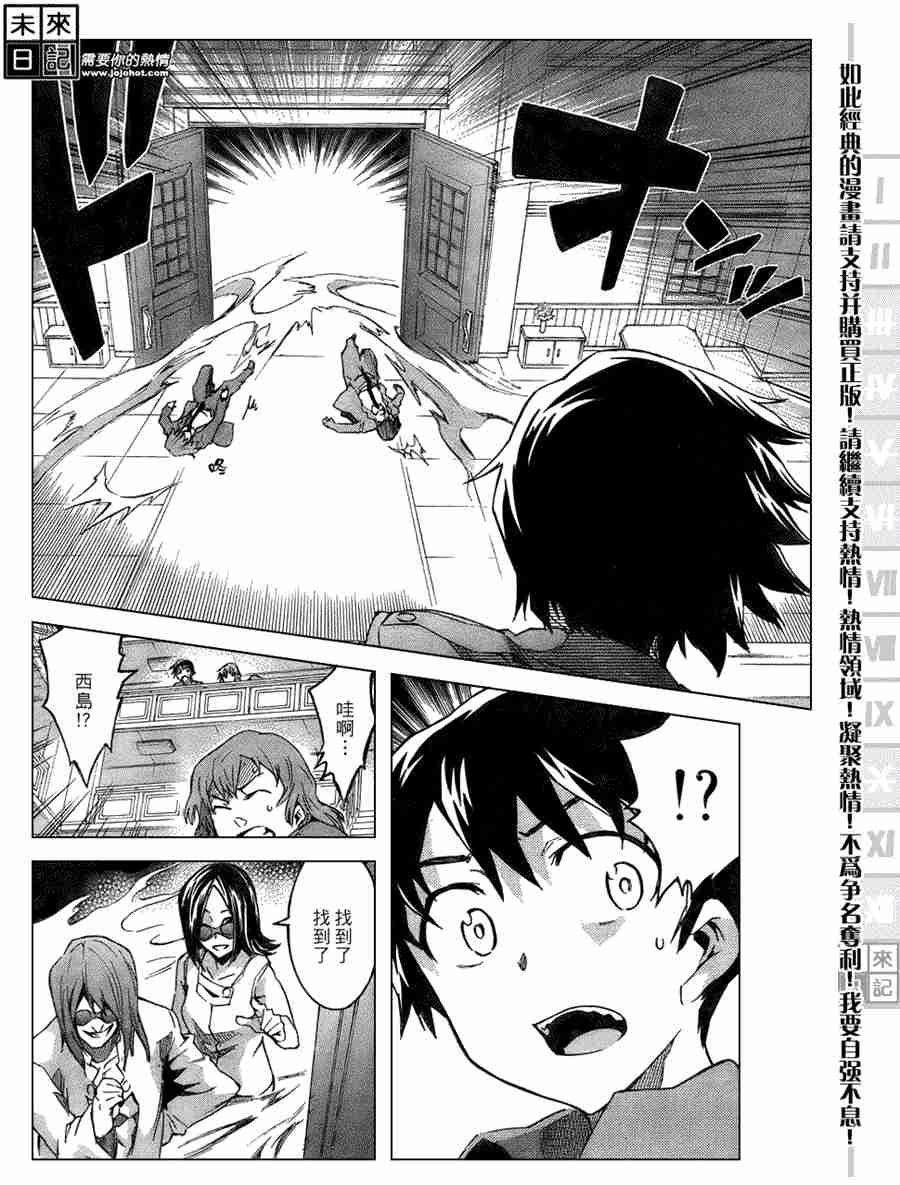 未來
日記
需要你的熱情
www.jojohot.com
ドオ
咚
!?
哇啊…
西島!?
找到了
找到了
如此經典的漫畫請支持并購買正版！請繼續支持熱情！熱情領域！凝聚熱情！不爲爭名奪利！我要自强不息！
I
II
III
IV
V
VI
VII
VIII
IX
X
XI
來
記